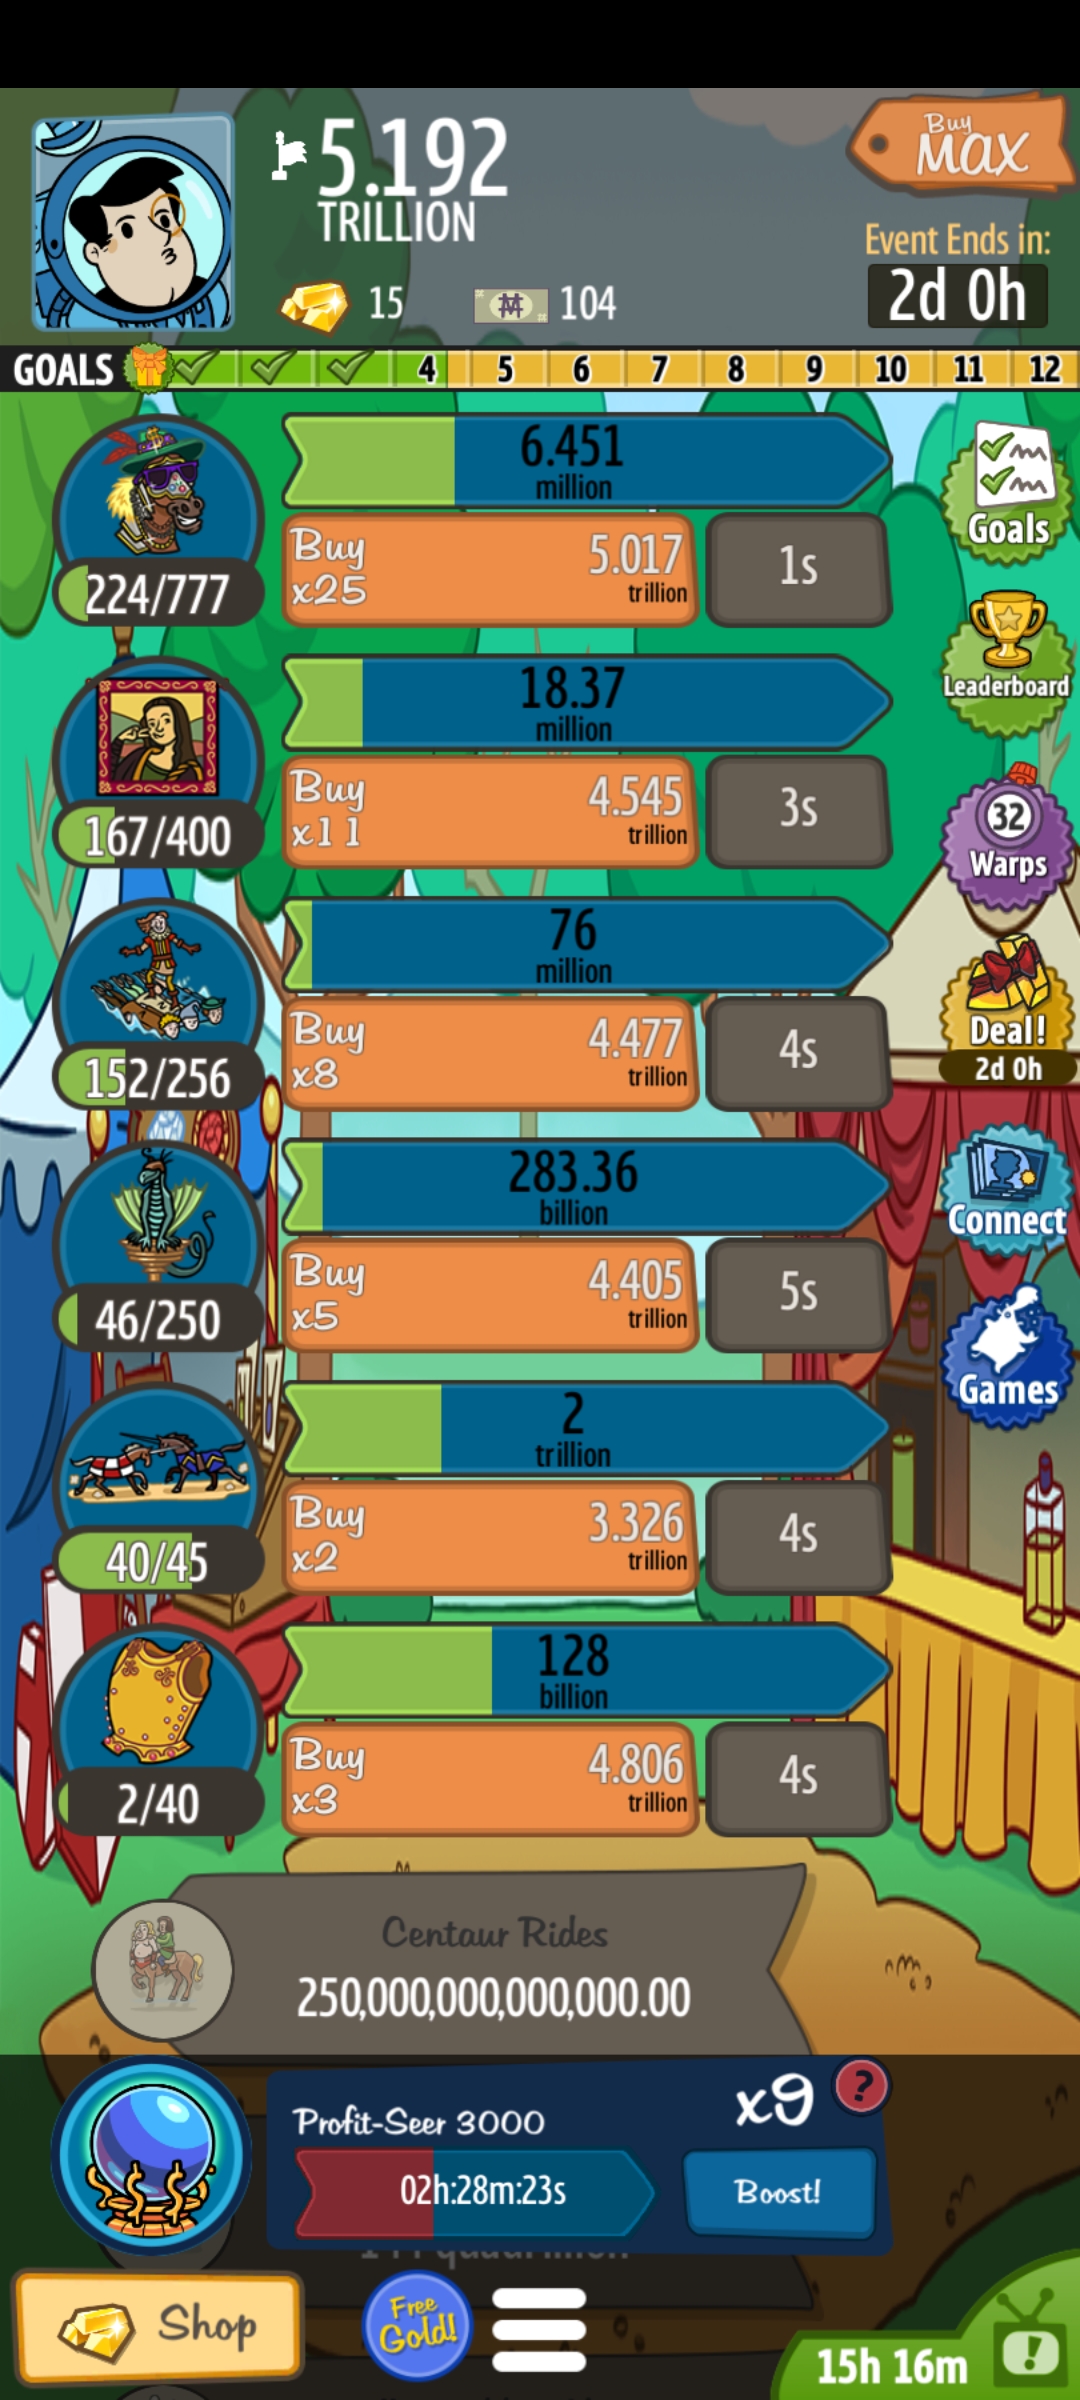 5.192
TRILLION
Buy
MAX
Event Ends in:
2d 0h
15
104
GOALS 4 5 6 7 8 9 10 11 12
6.451
million
Buy
x25
5.017
trillion
1s
224/777
Goals
18.37
million
Buy
x11
4.545
trillion
3s
167/400
Leaderboard
32
Warps
76
million
Buy
x8
4.477
trillion
4s
152/256
Deal!
2d 0h
283.36
billion
Buy
x5
4.405
trillion
5s
46/250
Connect
Games
2
trillion
Buy
x2
3.326
trillion
4s
40/45
128
billion
Buy
x3
4.806
trillion
4s
2/40
Centaur Rides
250,000,000,000,000.00
Profit-Seer 3000
x9
?
02h:28m:23s
Boost!
Shop
Free
Gold!
15h 16m